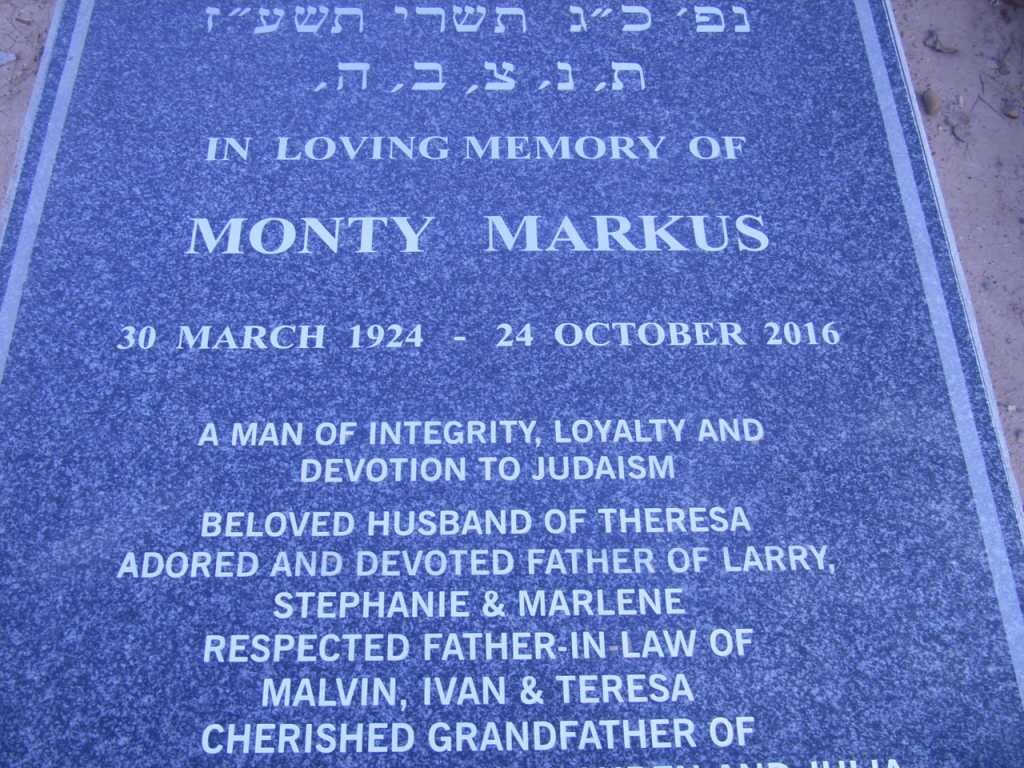 נפ׳ כ״ג תשרי תשע״ז
ת, נ, צ, ב, ה,
IN LOVING MEMORY OF
MONTY MARKUS
30 MARCH 1924 - 24 OCTOBER 2016
A MAN OF INTEGRITY, LOYALTY AND
DEVOTION TO JUDAISM
BELOVED HUSBAND OF THERESA
ADORED AND DEVOTED FATHER OF LARRY,
STEPHANIE & MARLENE
RESPECTED FATHER-IN-LAW OF
MALVIN, IVAN & TERESA
CHERISHED GRANDFATHER OF
AND JULIA